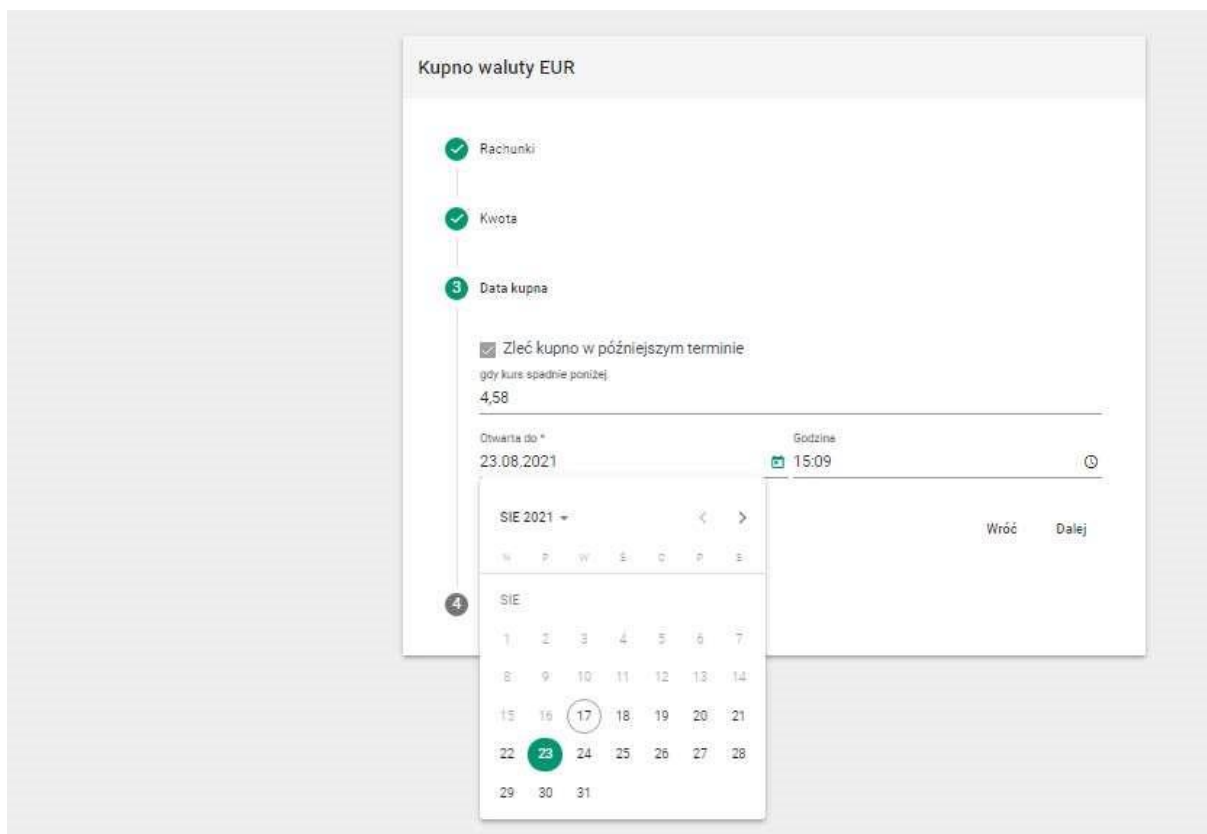 Kupno waluty EUR
Rachunki
Kwota
3 Data kupna
Zleć kupno w późniejszym terminie
gdy kurs spadnie poniżej
4,58
Otwarta do * Godzina
23.08.2021 15:09
SIE 2021
Wróć Dalej
N P W Ś C P S
4 SIE
1 2 3 4 5 6 7
8 9 10 11 12 13 14
15 16 17 18 19 20 21
22 23 24 25 26 27 28
29 30 31